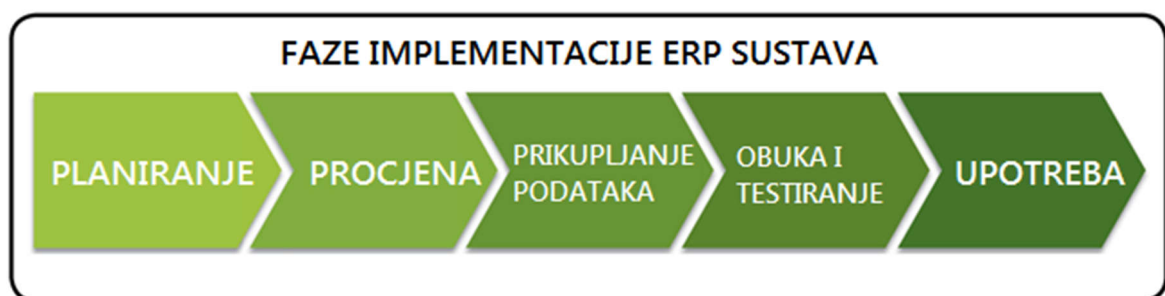 FAZE IMPLEMENTACIJE ERP SUSTAVA
PLANIRANJE
PROCJENA
PRIKUPLJANJE
PODATAKA
OBUKA I
TESTIRANJE
UPOTREBA